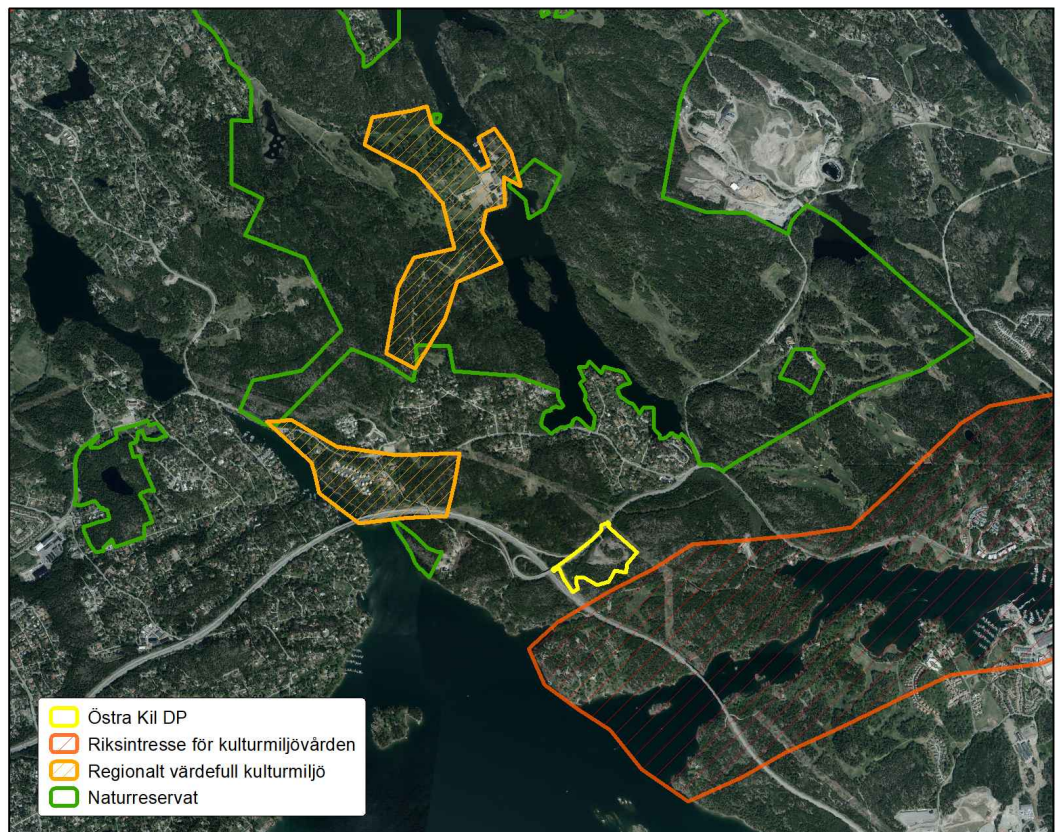 Östra Kil DP
Riksintresse för kulturmiljövården
Regionalt värdefull kulturmiljö
Naturreservat